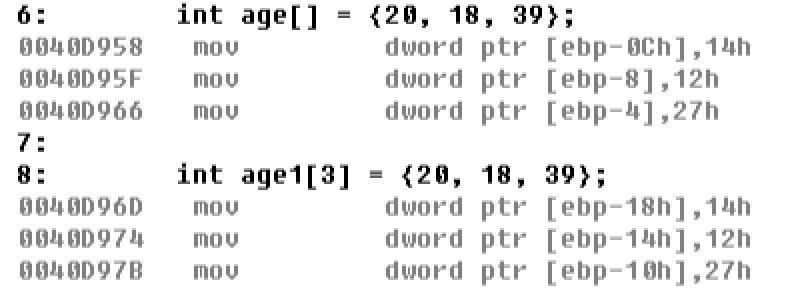 6:        int age[] = {20, 18, 39};
0040D958   mov         dword ptr [ebp-0Ch],14h
0040D95F   mov         dword ptr [ebp-8],12h
0040D966   mov         dword ptr [ebp-4],27h
7:
8:        int age1[3] = {20, 18, 39};
0040D96D   mov         dword ptr [ebp-18h],14h
0040D974   mov         dword ptr [ebp-14h],12h
0040D97B   mov         dword ptr [ebp-10h],27h